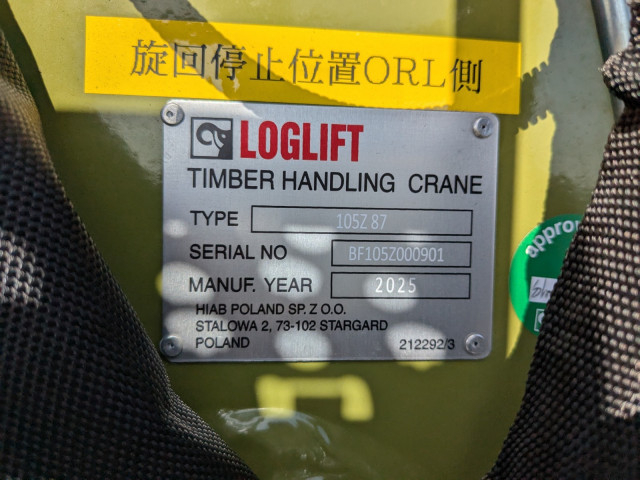 旋回停止位置ORL側
LOGLIFT
TIMBER HANDLING CRANE
TYPE 105Z 87
SERIAL NO BF105Z000901
MANUF. YEAR 2025
HIAB POLAND SP. Z O.O.
STALOWA 2, 73-102 STARGARD
POLAND 212292/3